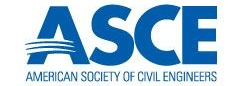 ASCE
AMERICAN SOCIETY OF CIVIL ENGINEERS